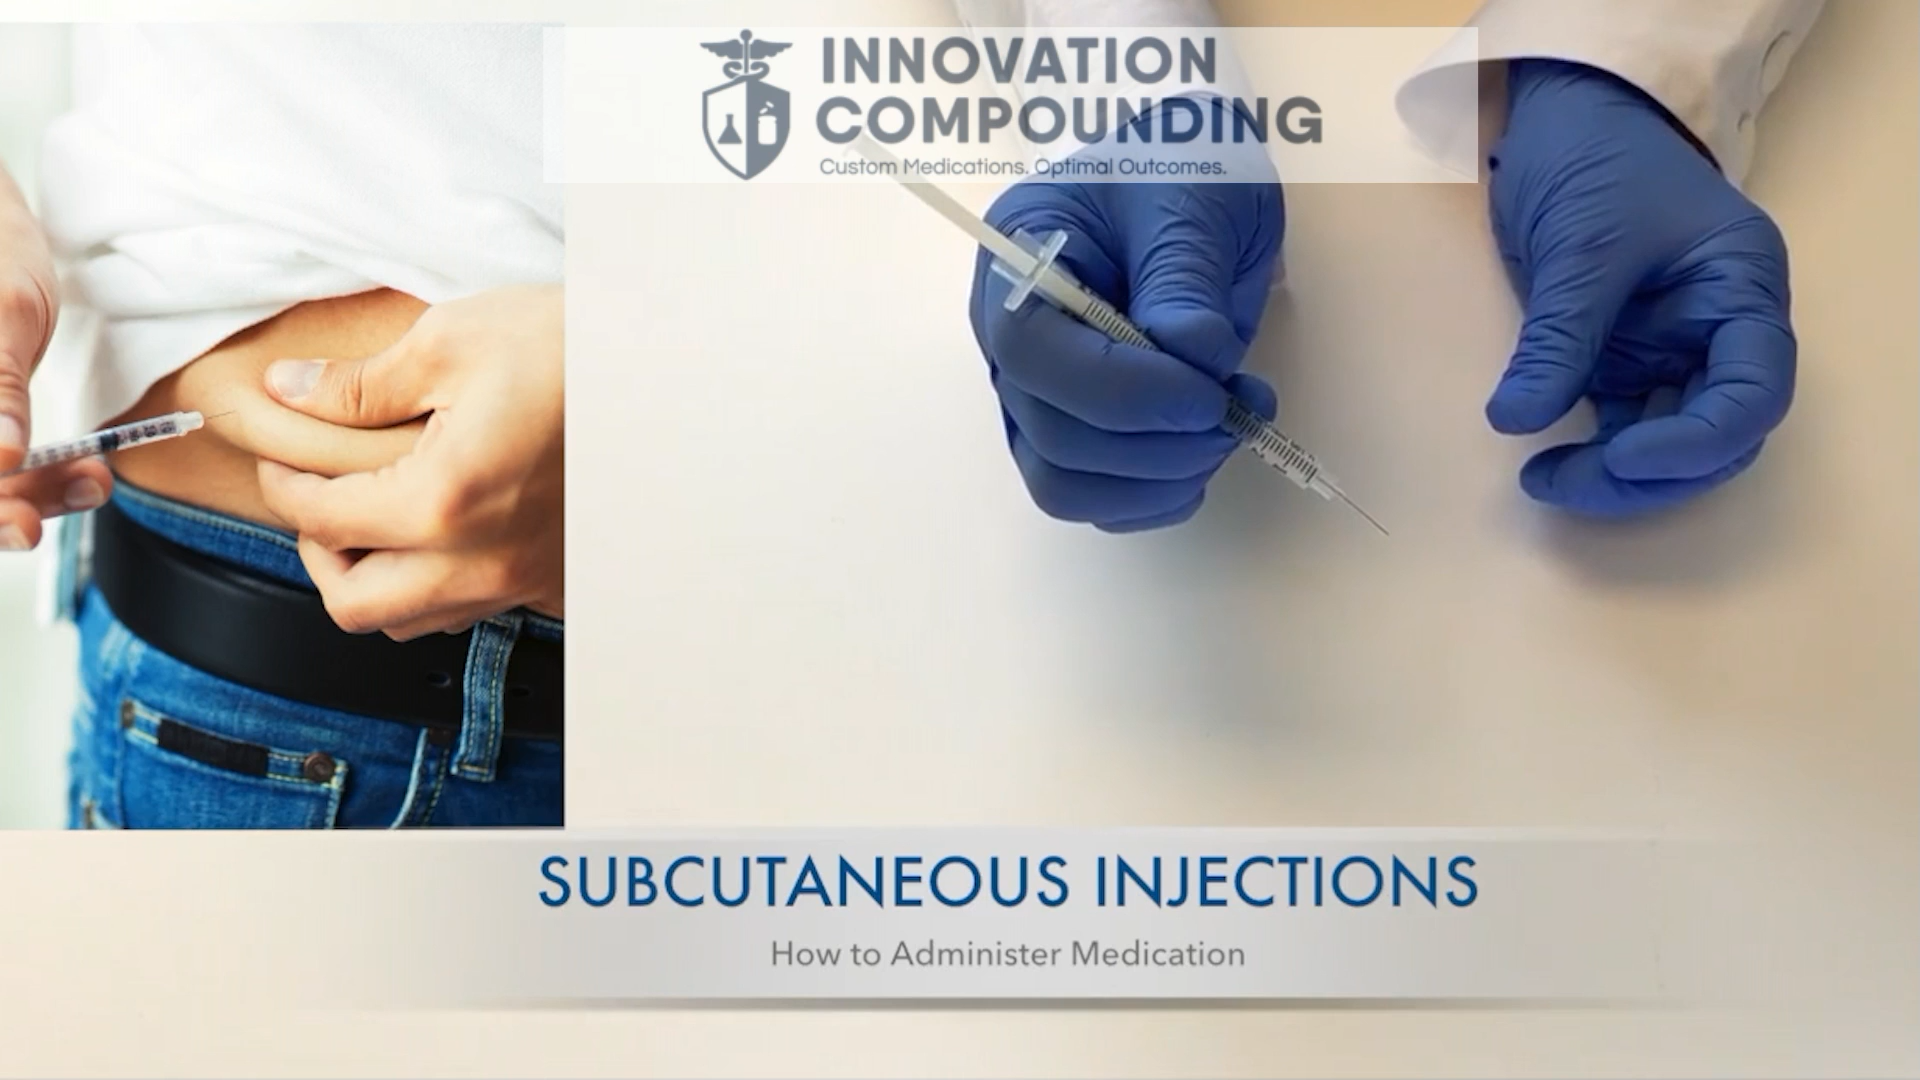 INNOVATION
COMPOUNDING
Custom Medications. Optimal Outcomes.
SUBCUTANEOUS INJECTIONS
How to Administer Medication